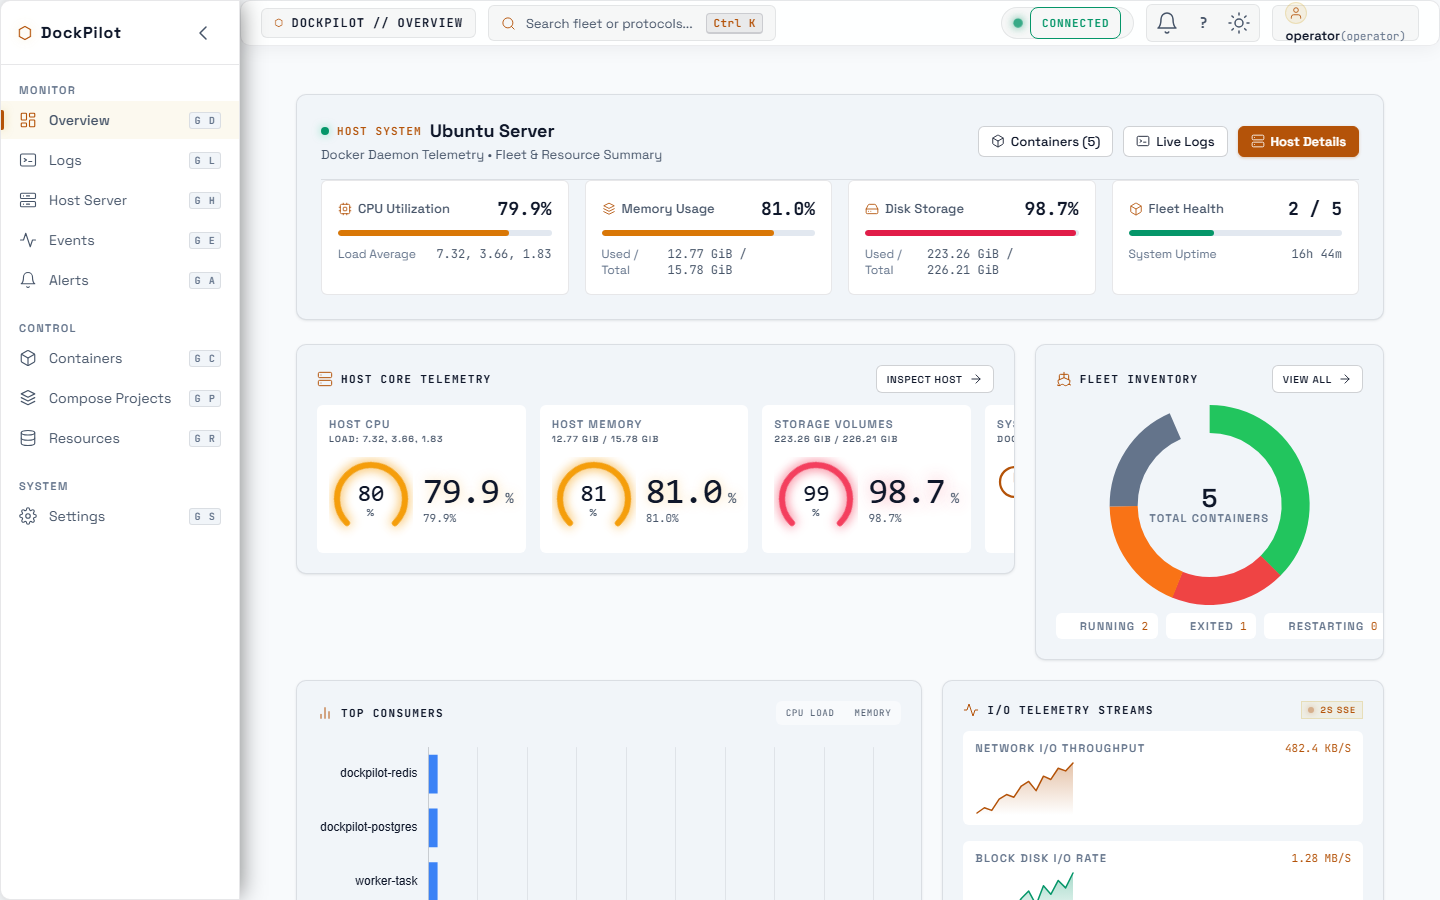 DockPilot
MONITOR
Overview G D
Logs G L
Host Server G H
Events G E
Alerts G A
CONTROL
Containers G C
Compose Projects G P
Resources G R
SYSTEM
Settings G S
DOCKPILOT // OVERVIEW
Search fleet or protocols... Ctrl K
CONNECTED
?
operator(operator)
HOST SYSTEM Ubuntu Server
Docker Daemon Telemetry • Fleet & Resource Summary
Containers (5)
Live Logs
Host Details
CPU Utilization 79.9%
Load Average 7.32, 3.66, 1.83
Memory Usage 81.0%
Used / Total 12.77 GiB / 15.78 GiB
Disk Storage 98.7%
Used / Total 223.26 GiB / 226.21 GiB
Fleet Health 2 / 5
System Uptime 16h 44m
HOST CORE TELEMETRY
INSPECT HOST
HOST CPU
LOAD: 7.32, 3.66, 1.83
80
%
79.9 %
79.9%
HOST MEMORY
12.77 GIB / 15.78 GIB
81
%
81.0 %
81.0%
STORAGE VOLUMES
223.26 GIB / 226.21 GIB
99
%
98.7 %
98.7%
SYS
DOC
FLEET INVENTORY
VIEW ALL
5
TOTAL CONTAINERS
RUNNING 2
EXITED 1
RESTARTING 0
TOP CONSUMERS
CPU LOAD
MEMORY
dockpilot-redis
dockpilot-postgres
worker-task
I/O TELEMETRY STREAMS
2S SSE
NETWORK I/O THROUGHPUT 482.4 KB/S
BLOCK DISK I/O RATE 1.28 MB/S